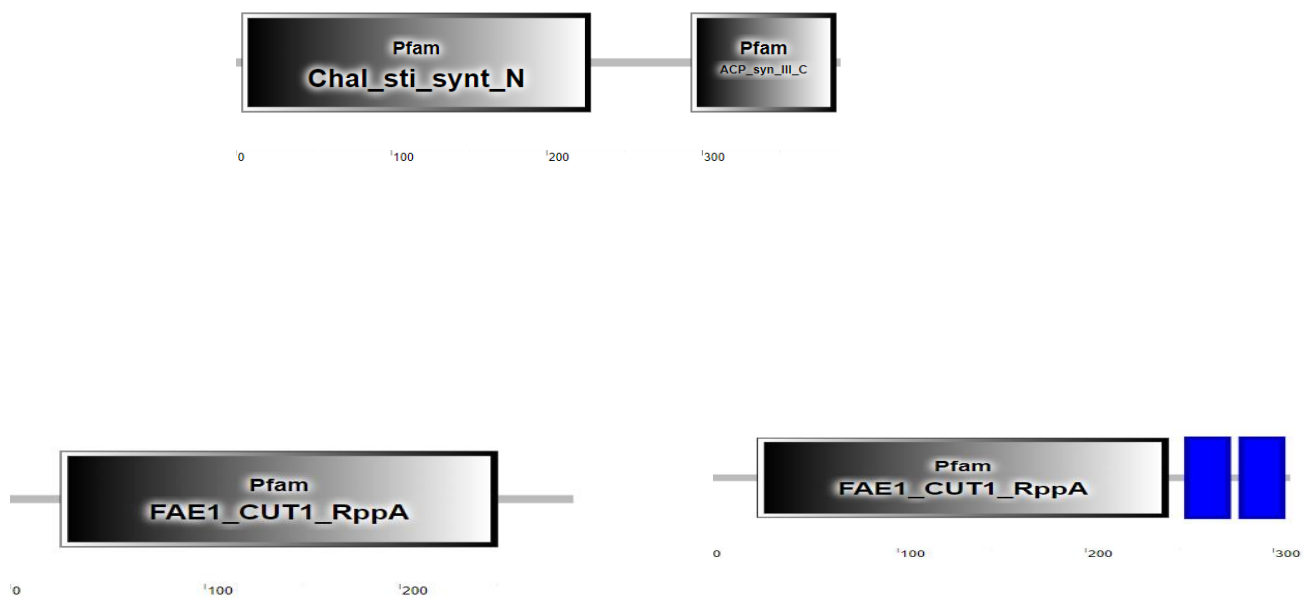 Pfam
Chal_sti_synt_N
Pfam
ACP_syn_III_C
0 100 200 300
Pfam
FAE1_CUT1_RppA
0 100 200
Pfam
FAE1_CUT1_RppA
0 100 200 300